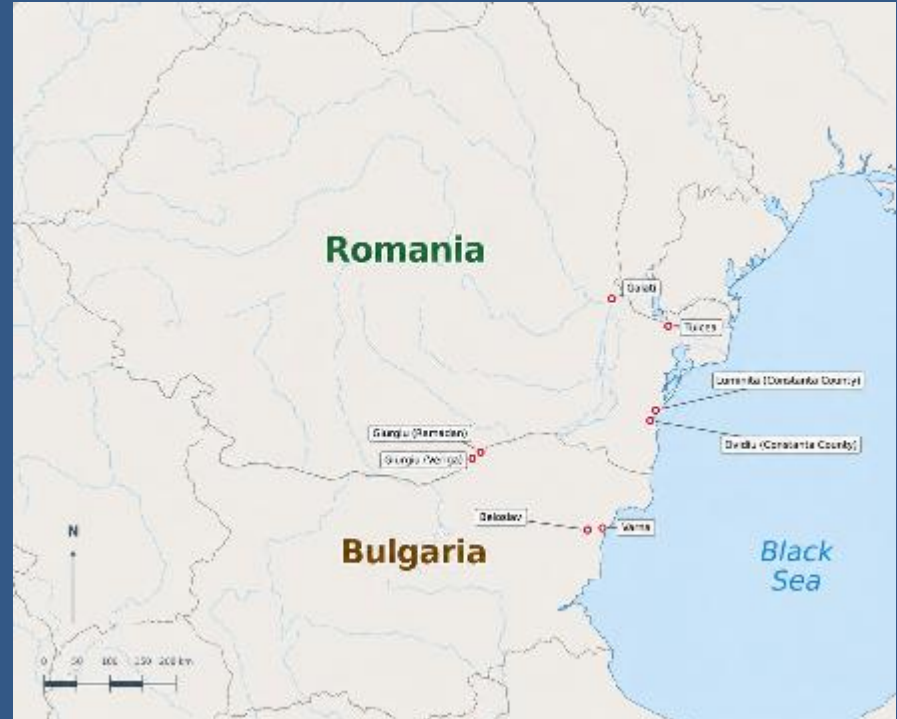 Romania
Galati
Tulcea
Luminita (Constanta County)
Giurgiu (Ramadan)
Ovidiu (Constanta County)
Giurgiu (Veriga)
Beloslav
Varna
N
Bulgaria
Black
Sea
0 50 100 150 200 km